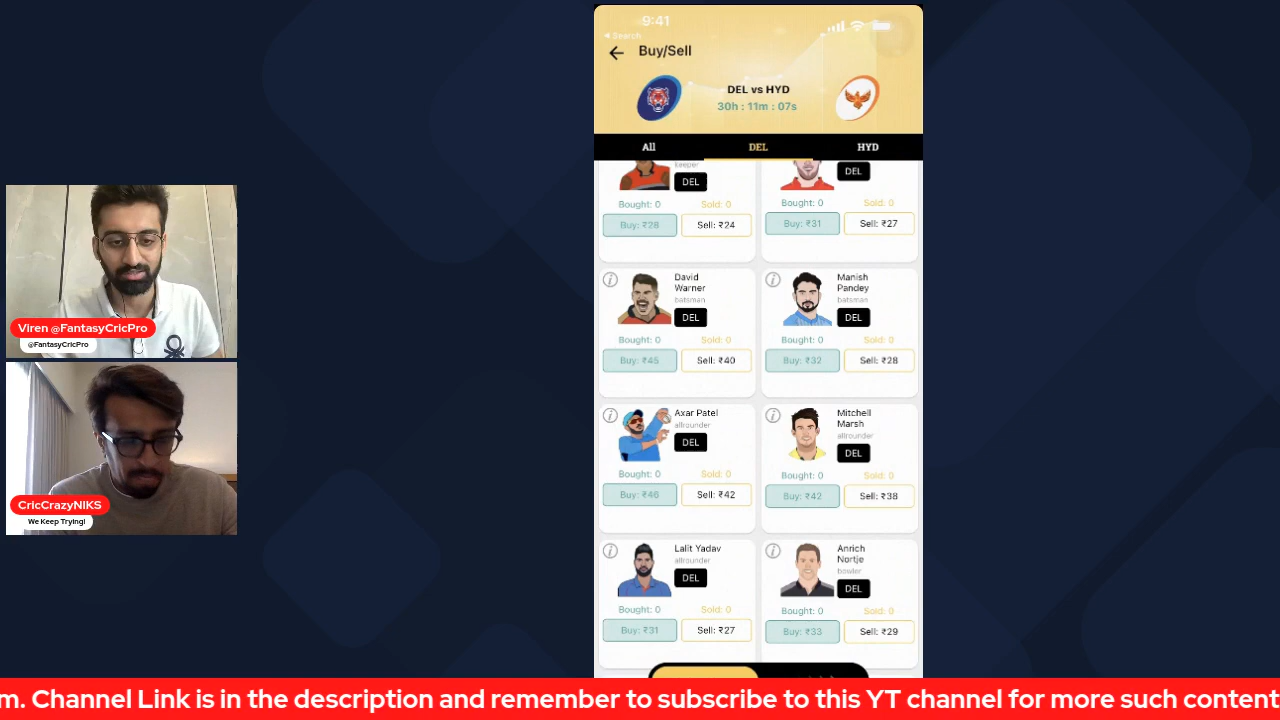 9:41
Search
Buy/Sell
DEL vs HYD
30h : 11m : 07s
All DEL HYD
keeper
DEL DEL
Bought: 0 Sold: 0 Bought: 0 Sold: 0
Buy: ₹28 Sell: ₹24 Buy: ₹31 Sell: ₹27
David
Warner
batsman
DEL
Bought: 0 Sold: 0
Buy: ₹45 Sell: ₹40
Manish
Pandey
batsman
DEL
Bought: 0 Sold: 0
Buy: ₹32 Sell: ₹28
Axar Patel
allrounder
DEL
Bought: 0 Sold: 0
Buy: ₹46 Sell: ₹42
Mitchell
Marsh
allrounder
DEL
Bought: 0 Sold: 0
Buy: ₹42 Sell: ₹38
Lalit Yadav
allrounder
DEL
Bought: 0 Sold: 0
Buy: ₹31 Sell: ₹27
Anrich
Nortje
bowler
DEL
Bought: 0 Sold: 0
Buy: ₹33 Sell: ₹29
Viren @FantasyCricPro
@FantasyCricPro
CricCrazyNIKS
We Keep Trying!
m. Channel Link is in the description and remember to subscribe to this YT channel for more such content